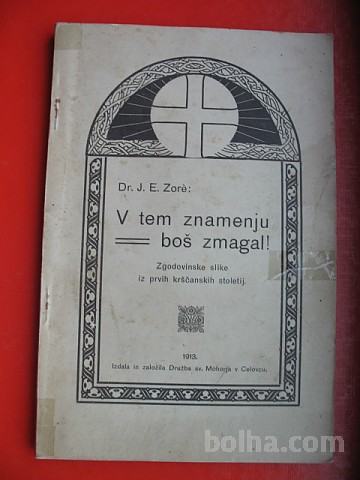 Dr. J. E. Zorè:
V tem znamenju
boš zmagal!
Zgodovinske slike
iz prvih krščanskih stoletij.
1913.
Izdala in založila Družba sv. Mohorja v Celovcu.
bolha.com